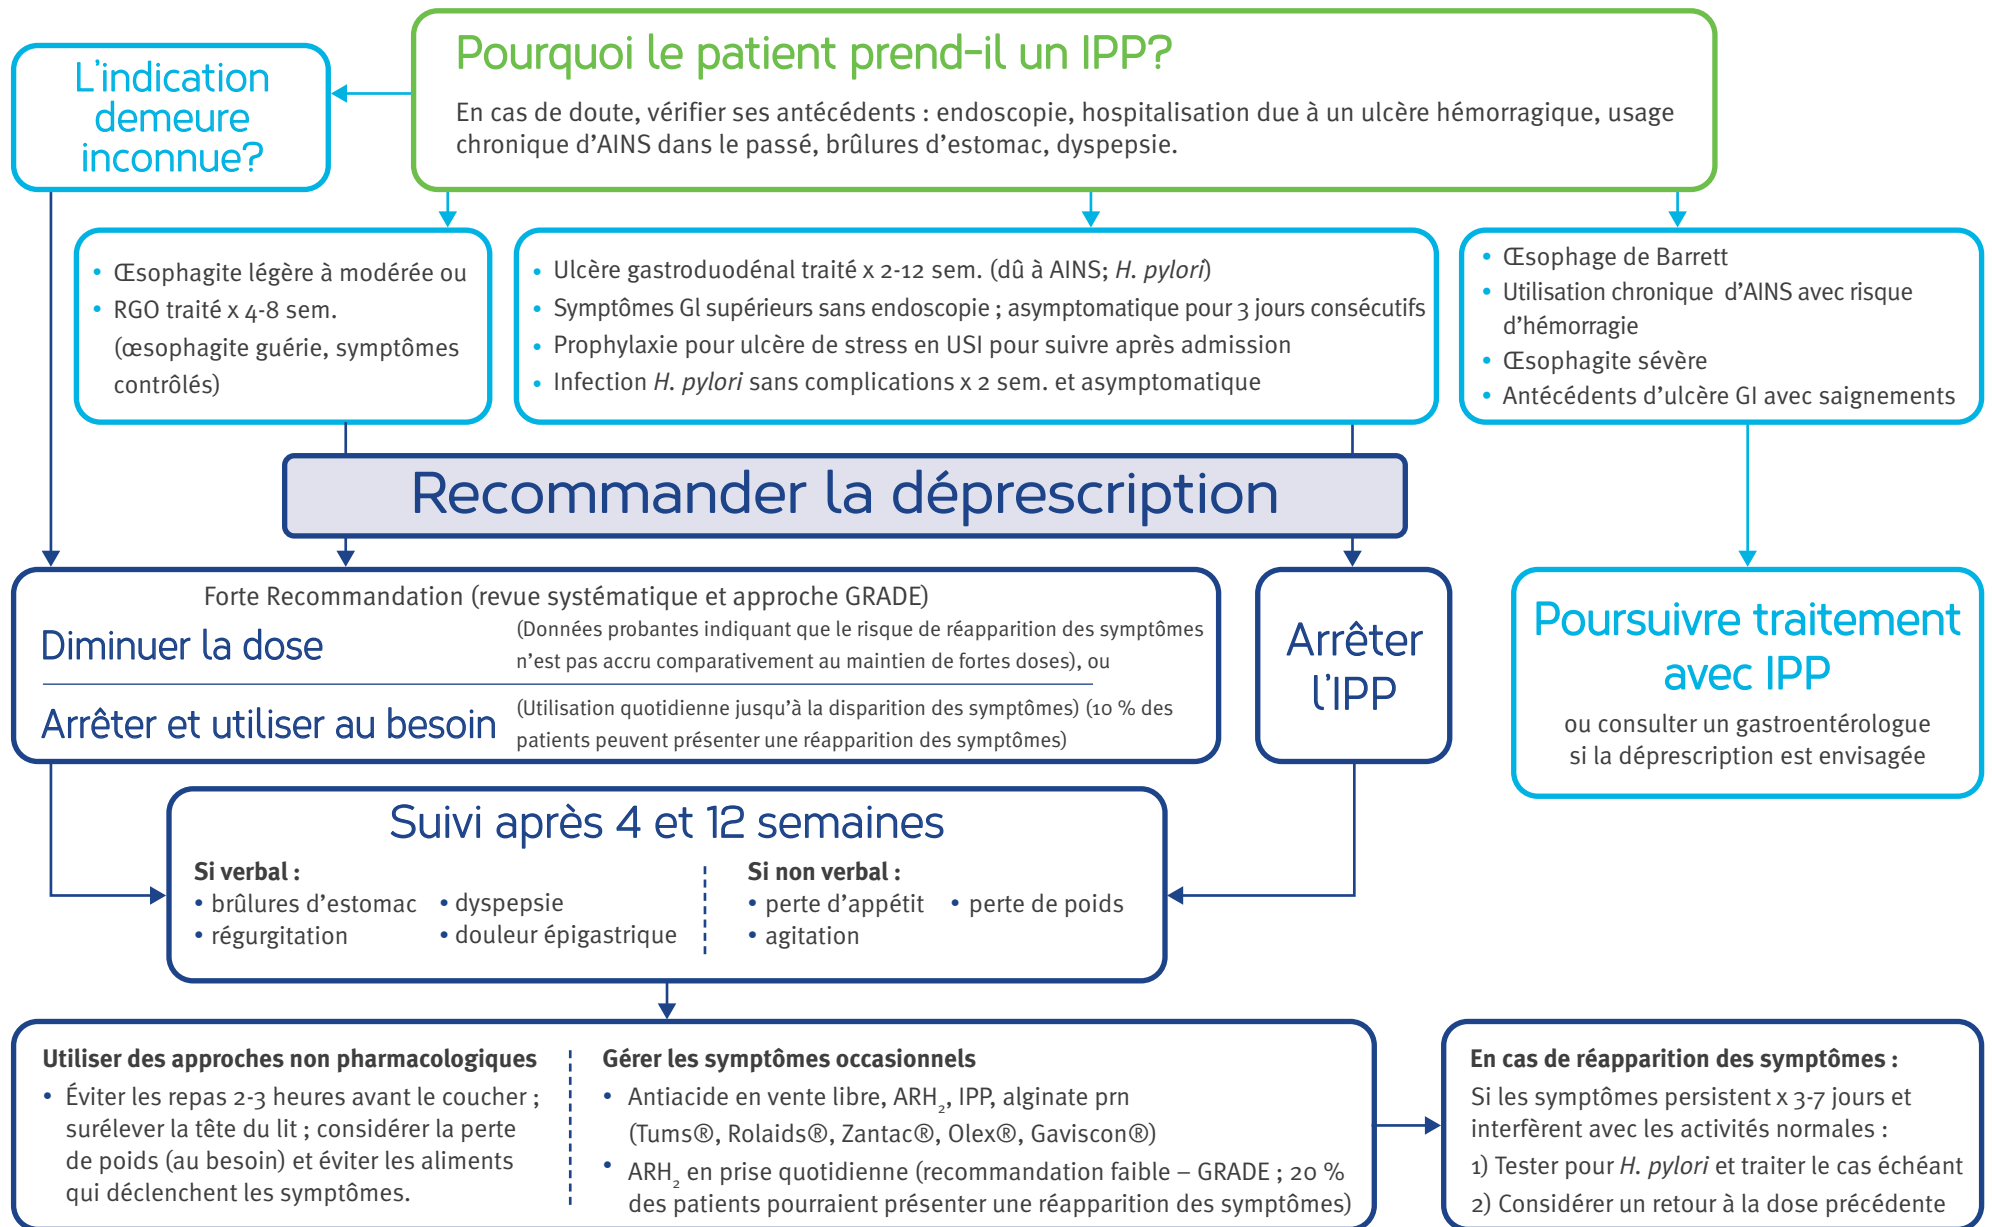 Pourquoi le patient prend-il un IPP?
En cas de doute, vérifier ses antécédents : endoscopie, hospitalisation due à un ulcère hémorragique, usage
chronique d'AINS dans le passé, brûlures d'estomac, dyspepsie.
L'indication
demeure
inconnue?
• Œsophagite légère à modérée ou
• RGO traité x 4-8 sem.
(œsophagite guérie, symptômes
contrôlés)
• Ulcère gastroduodénal traité x 2-12 sem. (dû à AINS; H. pylori)
• Symptômes GI supérieurs sans endoscopie ; asymptomatique pour 3 jours consécutifs
• Prophylaxie pour ulcère de stress en USI pour suivre après admission
• Infection H. pylori sans complications x 2 sem. et asymptomatique
• Œsophage de Barrett
• Utilisation chronique d'AINS avec risque
d'hémorragie
• Œsophagite sévère
• Antécédents d'ulcère GI avec saignements
Recommander la déprescription
Forte Recommandation (revue systématique et approche GRADE)
Diminuer la dose
(Données probantes indiquant que le risque de réapparition des symptômes
n'est pas accru comparativement au maintien de fortes doses), ou
Arrêter et utiliser au besoin
(Utilisation quotidienne jusqu'à la disparition des symptômes) (10 % des
patients peuvent présenter une réapparition des symptômes)
Arrêter
l'IPP
Poursuivre traitement
avec IPP
ou consulter un gastroentérologue
si la déprescription est envisagée
Suivi après 4 et 12 semaines
Si verbal :
• brûlures d'estomac • dyspepsie
• régurgitation • douleur épigastrique
Si non verbal :
• perte d'appétit • perte de poids
• agitation
Utiliser des approches non pharmacologiques
• Éviter les repas 2-3 heures avant le coucher ;
surélever la tête du lit ; considérer la perte
de poids (au besoin) et éviter les aliments
qui déclenchent les symptômes.
Gérer les symptômes occasionnels
• Antiacide en vente libre, ARH₂, IPP, alginate prn
(Tums®, Rolaids®, Zantac®, Olex®, Gaviscon®)
• ARH₂ en prise quotidienne (recommandation faible – GRADE ; 20 %
des patients pourraient présenter une réapparition des symptômes)
En cas de réapparition des symptômes :
Si les symptômes persistent x 3-7 jours et
interfèrent avec les activités normales :
1) Tester pour H. pylori et traiter le cas échéant
2) Considérer un retour à la dose précédente